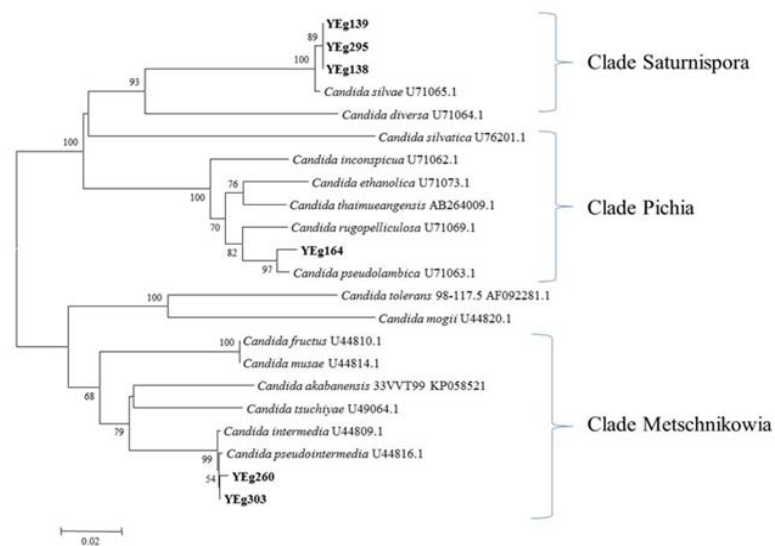 YEg139
89
YEg295
100
YEg138
Candida silvae U71065.1
93
Candida diversa U71064.1
Clade Saturnispora
Candida silvatica U76201.1
100
Candida inconspicua U71062.1
100
Candida ethanolica U71073.1
76
Candida thaimueangensis AB264009.1
70
Candida rugopelliculosa U71069.1
82
YEg164
97
Candida pseudolambica U71063.1
Clade Pichia
Candida tolerans 98-117.5 AF092281.1
100
Candida mogii U44820.1
Candida fructus U44810.1
100
Candida musae U44814.1
68
Candida akabanensis 33VVT99 KP058521
Candida tsuchiyae U49064.1
79
Candida intermedia U44809.1
Candida pseudointermedia U44816.1
99
YEg260
54
YEg303
Clade Metschnikowia
0.02